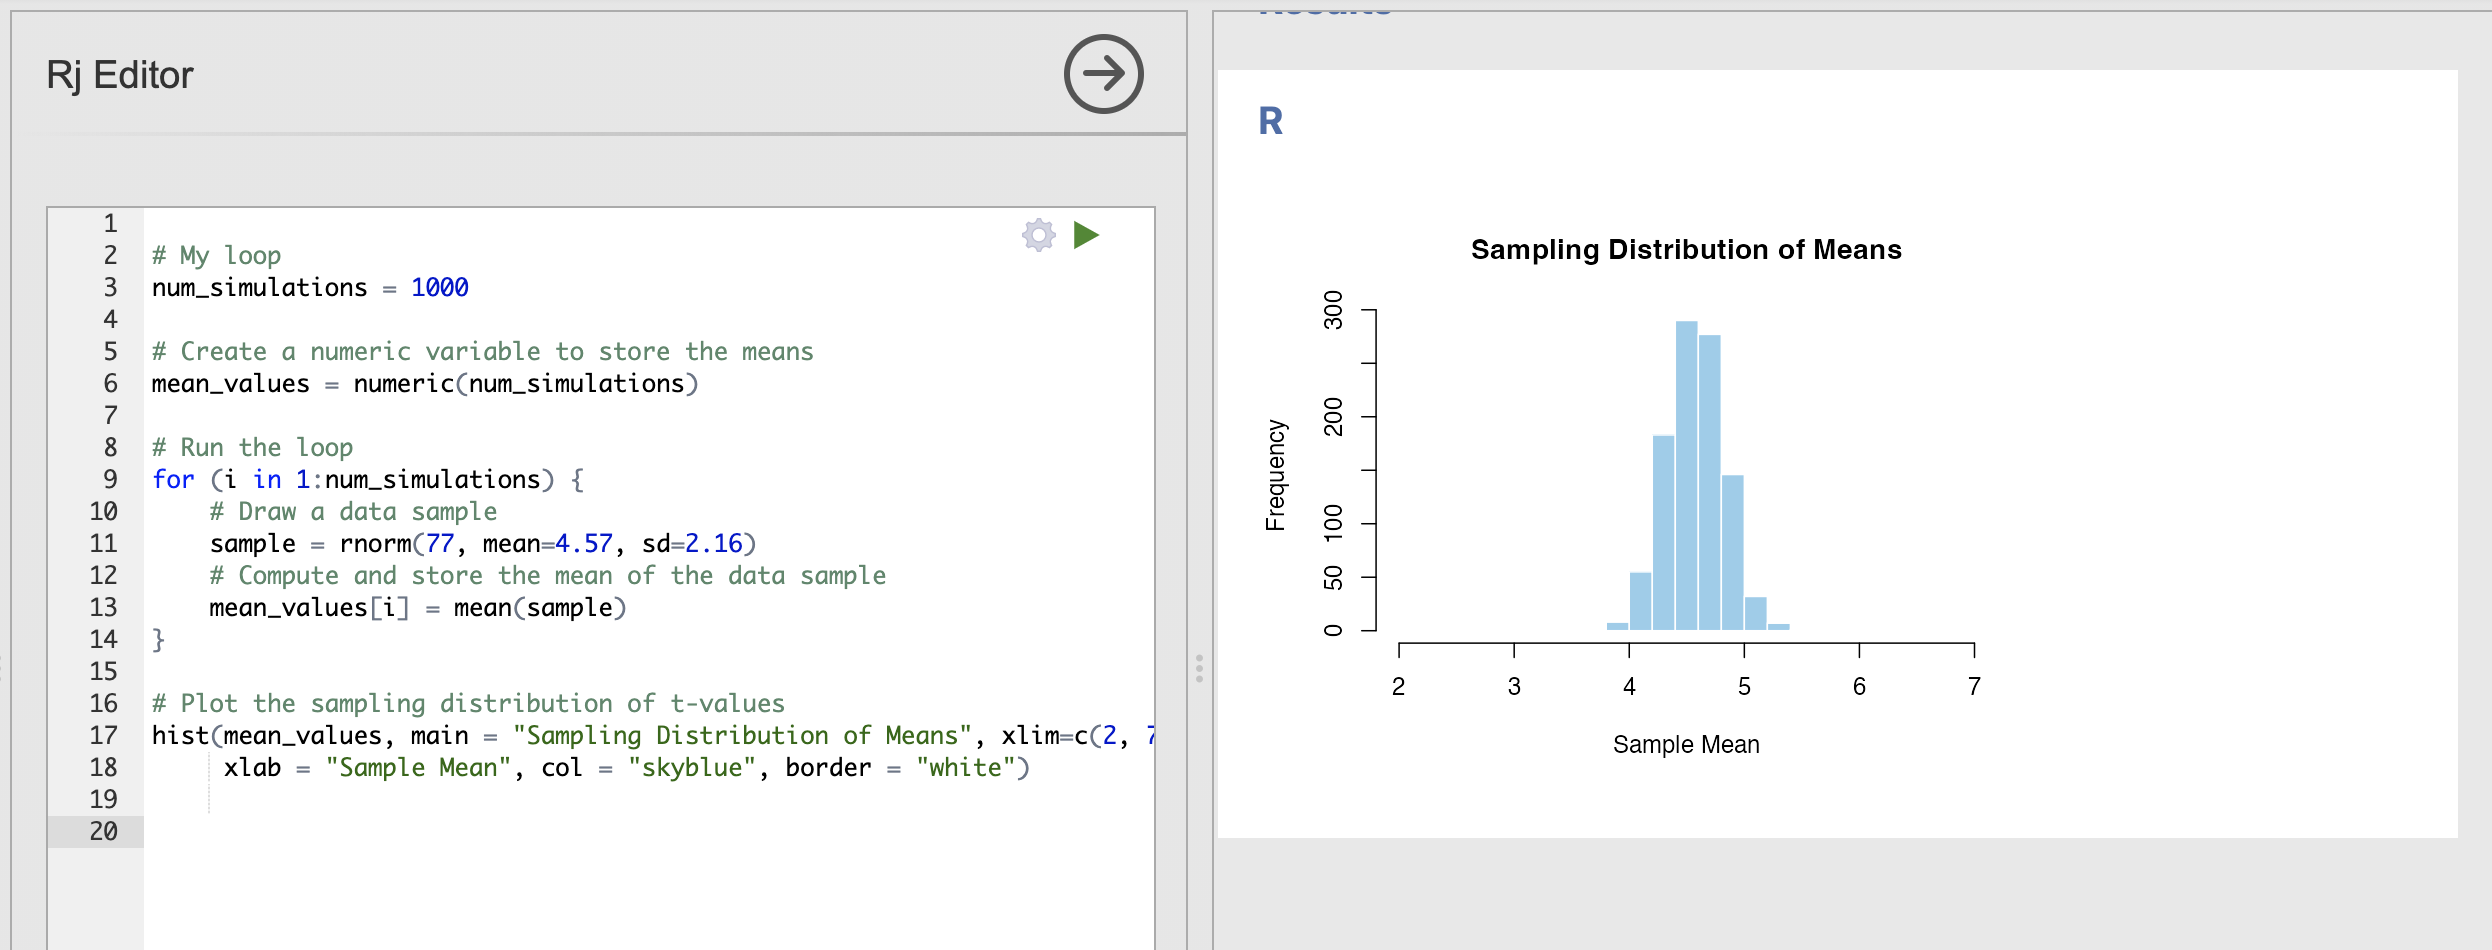 Rj Editor
1
2 # My loop
3 num_simulations = 1000
4
5 # Create a numeric variable to store the means
6 mean_values = numeric(num_simulations)
7
8 # Run the loop
9 for (i in 1:num_simulations) {
10     # Draw a data sample
11     sample = rnorm(77, mean=4.57, sd=2.16)
12     # Compute and store the mean of the data sample
13     mean_values[i] = mean(sample)
14 }
15
16 # Plot the sampling distribution of t-values
17 hist(mean_values, main = "Sampling Distribution of Means", xlim=c(2, 7
18      xlab = "Sample Mean", col = "skyblue", border = "white")
19
20
R
Sampling Distribution of Means
Frequency
300
200
100
50
0
2 3 4 5 6 7
Sample Mean